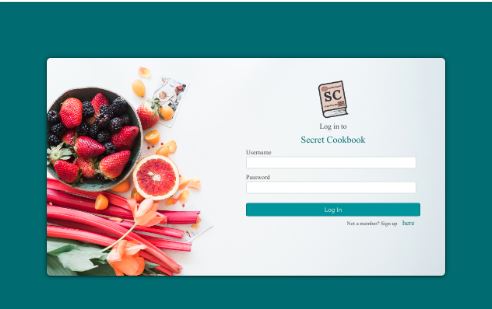 SC
Log in to
Secret Cookbook
Username
Password
Log In
Not a member? Sign up here